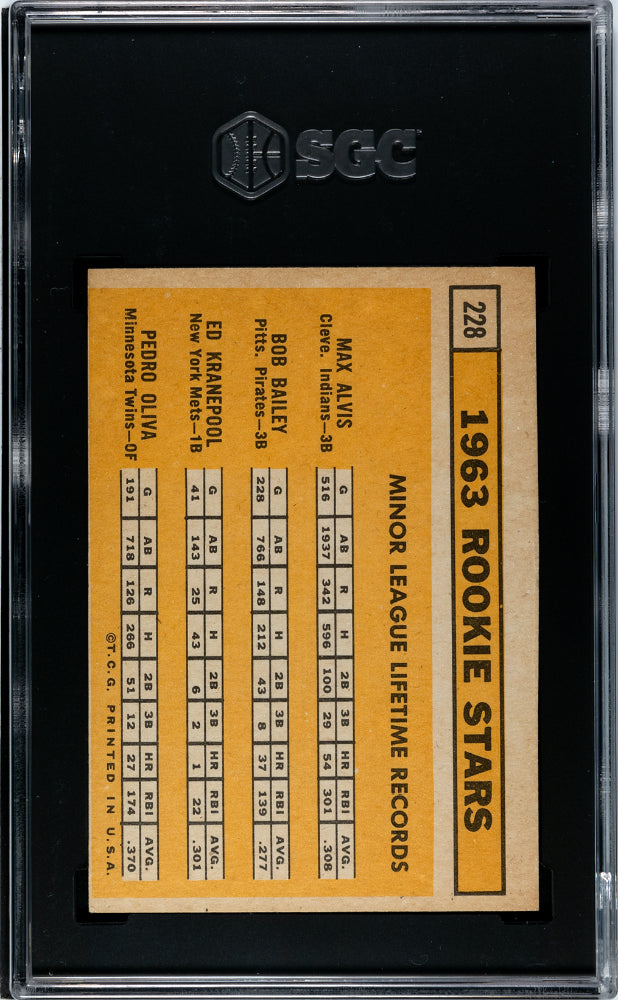 SGC
228
1963 ROOKIE STARS
MINOR LEAGUE LIFETIME RECORDS
MAX ALVIS
Cleve. Indians—3B
G AB R H 2B 3B HR RBI AVG.
516 1937 342 596 100 29 54 301 .308
BOB BAILEY
Pitts. Pirates—3B
G AB R H 2B 3B HR RBI AVG.
228 766 148 212 43 8 37 139 .277
ED KRANEPOOL
New York Mets—1B
G AB R H 2B 3B HR RBI AVG.
41 143 25 43 6 2 1 22 .301
PEDRO OLIVA
Minnesota Twins—OF
G AB R H 2B 3B HR RBI AVG.
191 718 126 266 51 12 27 174 .370
©T.C.G. PRINTED IN U.S.A.